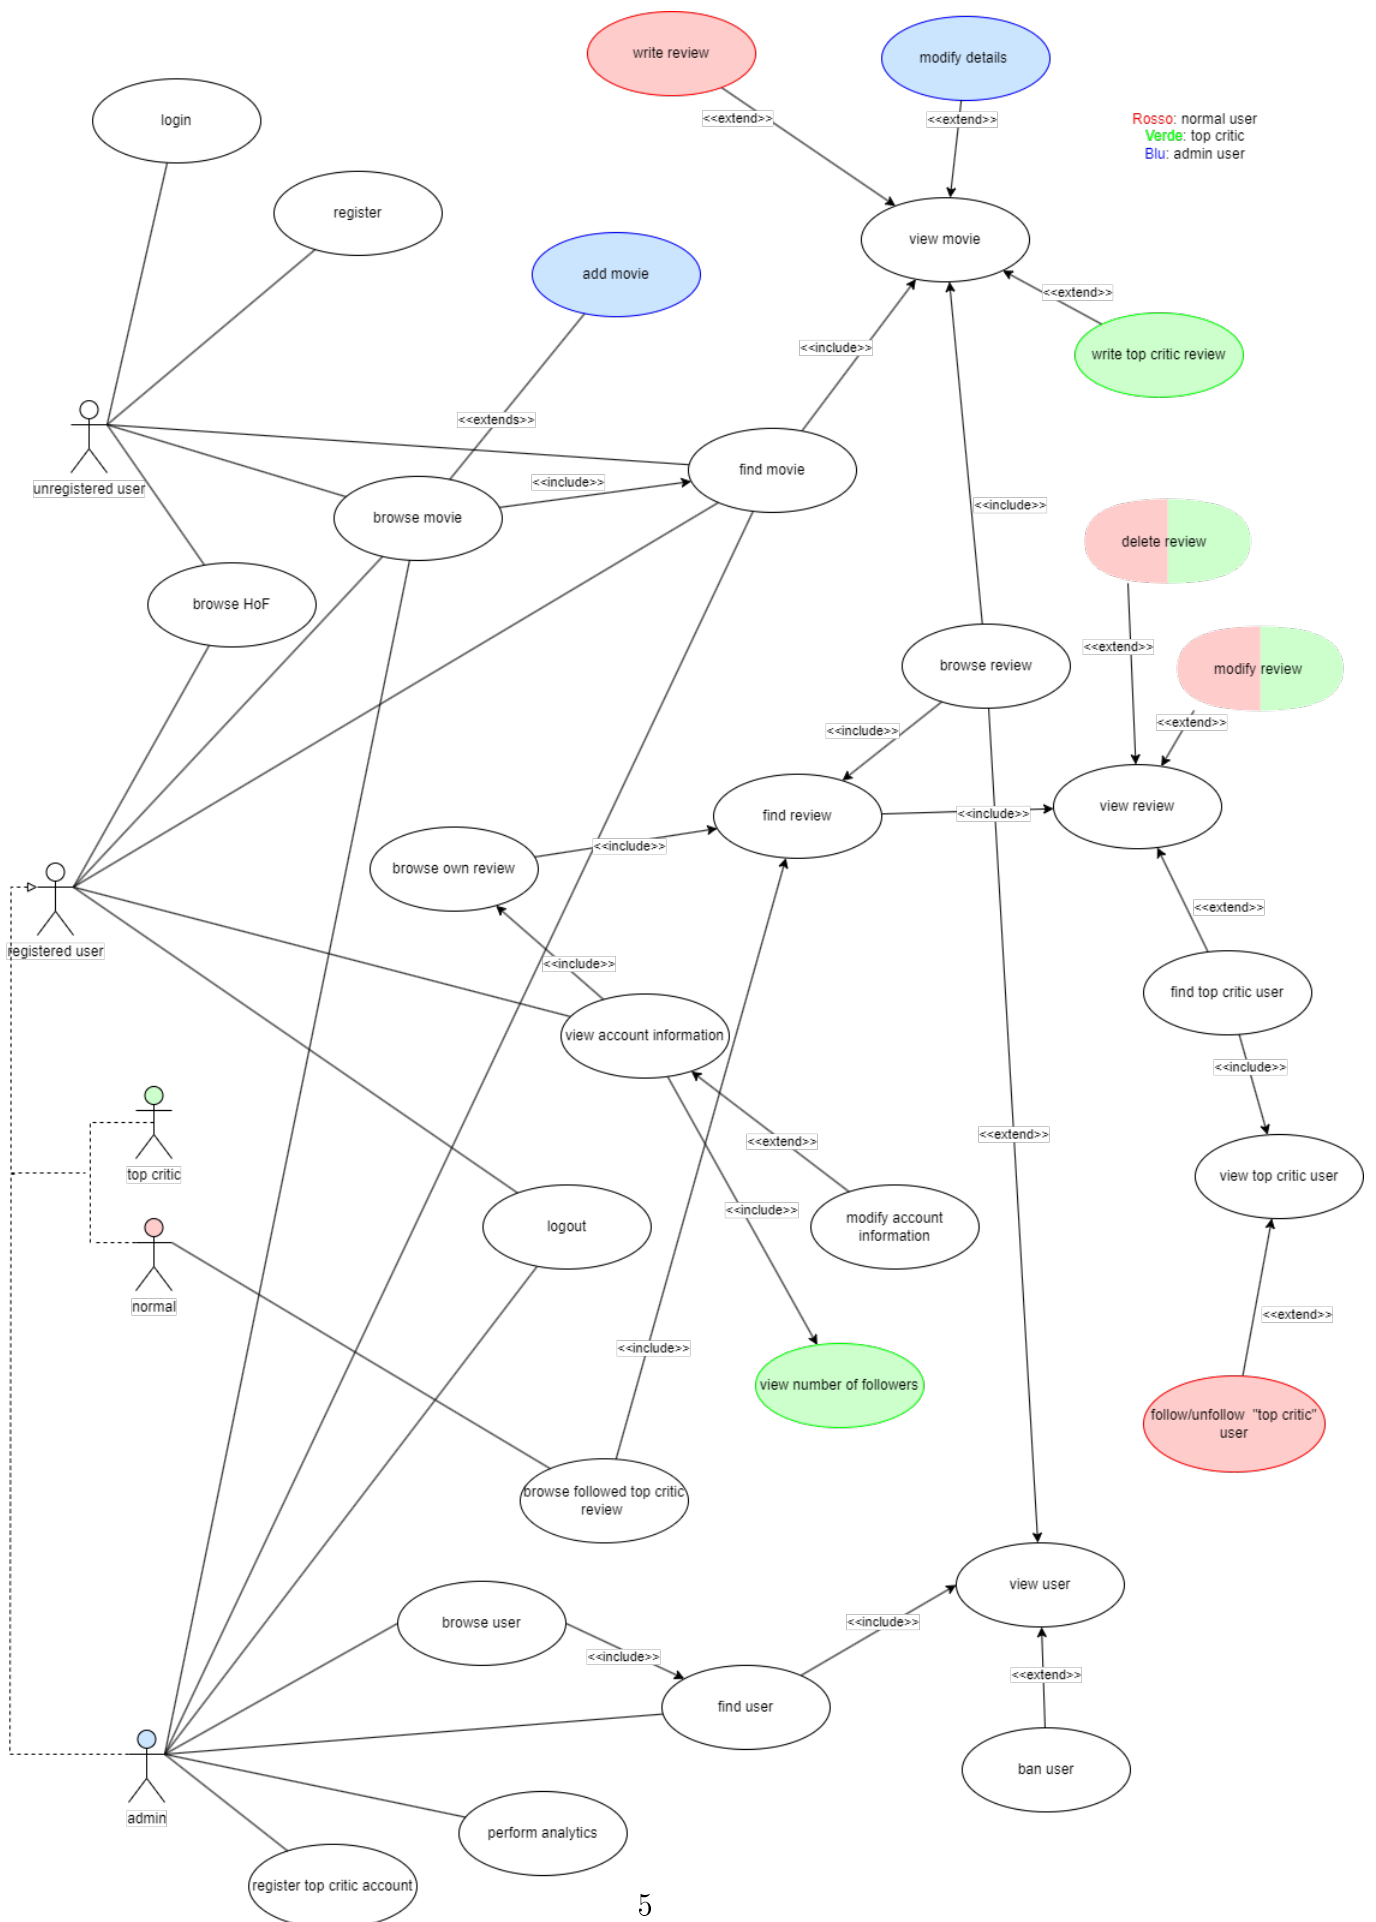 write review
modify details
<<extend>>
<<extend>>
Rosso: normal user
Verde: top critic
Blu: admin user
login
register
view movie
add movie
<<extend>>
<<include>>
write top critic review
<<extends>>
unregistered user
find movie
<<include>>
browse movie
<<include>>
delete review
browse HoF
<<extend>>
browse review
modify review
<<extend>>
<<include>>
find review
<<include>>
view review
<<include>>
browse own review
<<extend>>
registered user
<<include>>
find top critic user
view account information
<<include>>
<<extend>>
<<extend>>
top critic
view top critic user
<<include>>
logout
modify account
information
normal
<<extend>>
<<include>>
view number of followers
follow/unfollow "top critic"
user
browse followed top critic
review
view user
browse user
<<include>>
<<include>>
<<extend>>
find user
ban user
admin
perform analytics
register top critic account
5